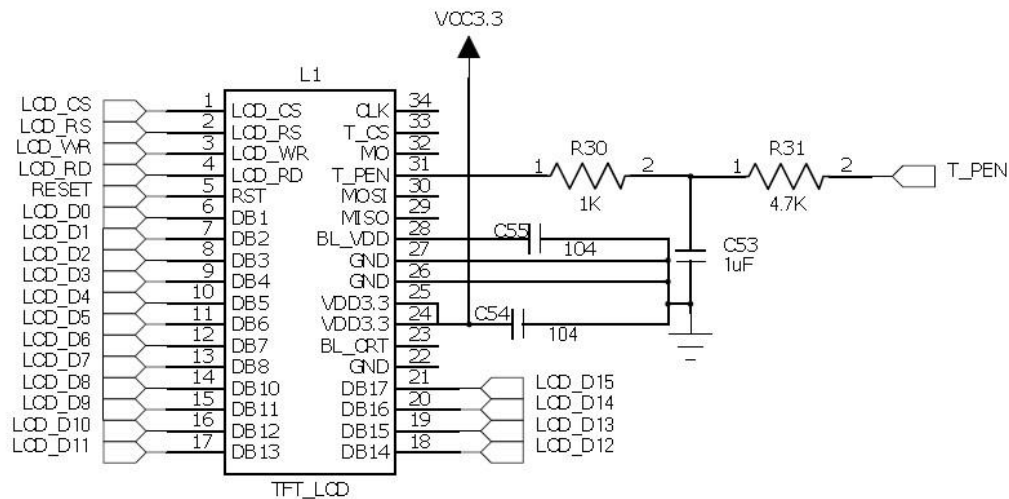 VCC3.3
L1
LCD_CS 1 LCD_CS CLK 34
LCD_RS 2 LCD_RS T_CS 33
LCD_WR 3 LCD_WR MO 32
LCD_RD 4 LCD_RD T_PEN 31
RESET 5 RST MOSI 30
LCD_D0 6 DB1 MISO 29
LCD_D1 7 DB2 BL_VDD 28
LCD_D2 8 DB3 GND 27
LCD_D3 9 DB4 GND 26
LCD_D4 10 DB5 VDD3.3 25
LCD_D5 11 DB6 VDD3.3 24
LCD_D6 12 DB7 BL_CRT 23
LCD_D7 13 DB8 GND 22
LCD_D8 14 DB10 DB17 21 LCD_D15
LCD_D9 15 DB11 DB16 20 LCD_D14
LCD_D10 16 DB12 DB15 19 LCD_D13
LCD_D11 17 DB13 DB14 18 LCD_D12
TFT_LCD
R30
1 2
1K
R31
1 2
4.7K
T_PEN
C55
104
C53
1uF
C54
104